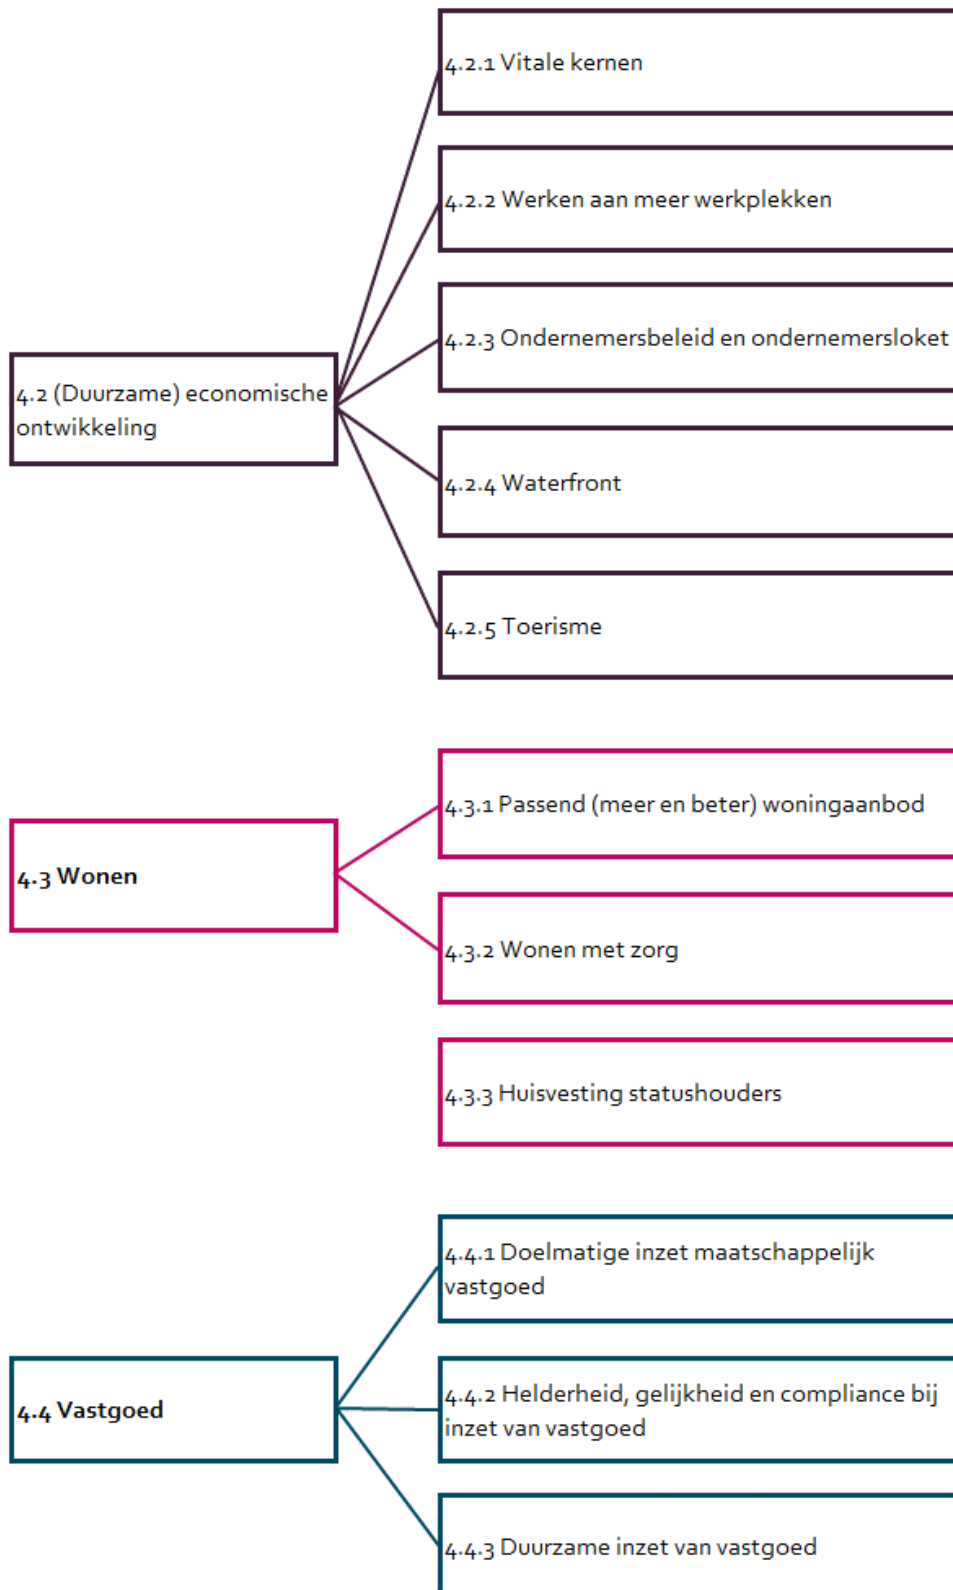 4.2.1 Vitale kernen
4.2.2 Werken aan meer werkplekken
4.2.3 Ondernemersbeleid en ondernemersloket
4.2 (Duurzame) economische
ontwikkeling
4.2.4 Waterfront
4.2.5 Toerisme
4.3.1 Passend (meer en beter) woningaanbod
4.3 Wonen
4.3.2 Wonen met zorg
4.3.3 Huisvesting statushouders
4.4.1 Doelmatige inzet maatschappelijk
vastgoed
4.4 Vastgoed
4.4.2 Helderheid, gelijkheid en compliance bij
inzet van vastgoed
4.4.3 Duurzame inzet van vastgoed